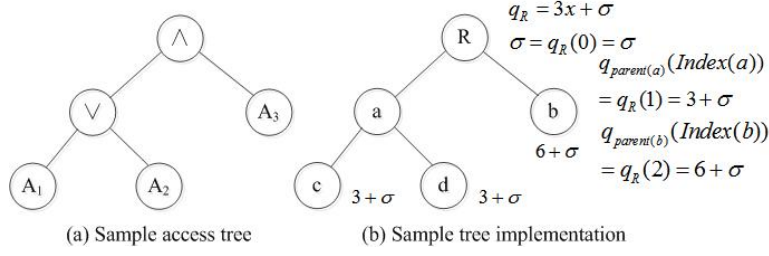 ∧
∨
A₃
A₁
A₂
(a) Sample access tree
R
a
b
c
d
6+σ
3+σ
3+σ
q_R = 3x+σ
σ = q_R(0) = σ
q_parent(a)(Index(a))
= q_R(1) = 3+σ
q_parent(b)(Index(b))
= q_R(2) = 6+σ
(b) Sample tree implementation